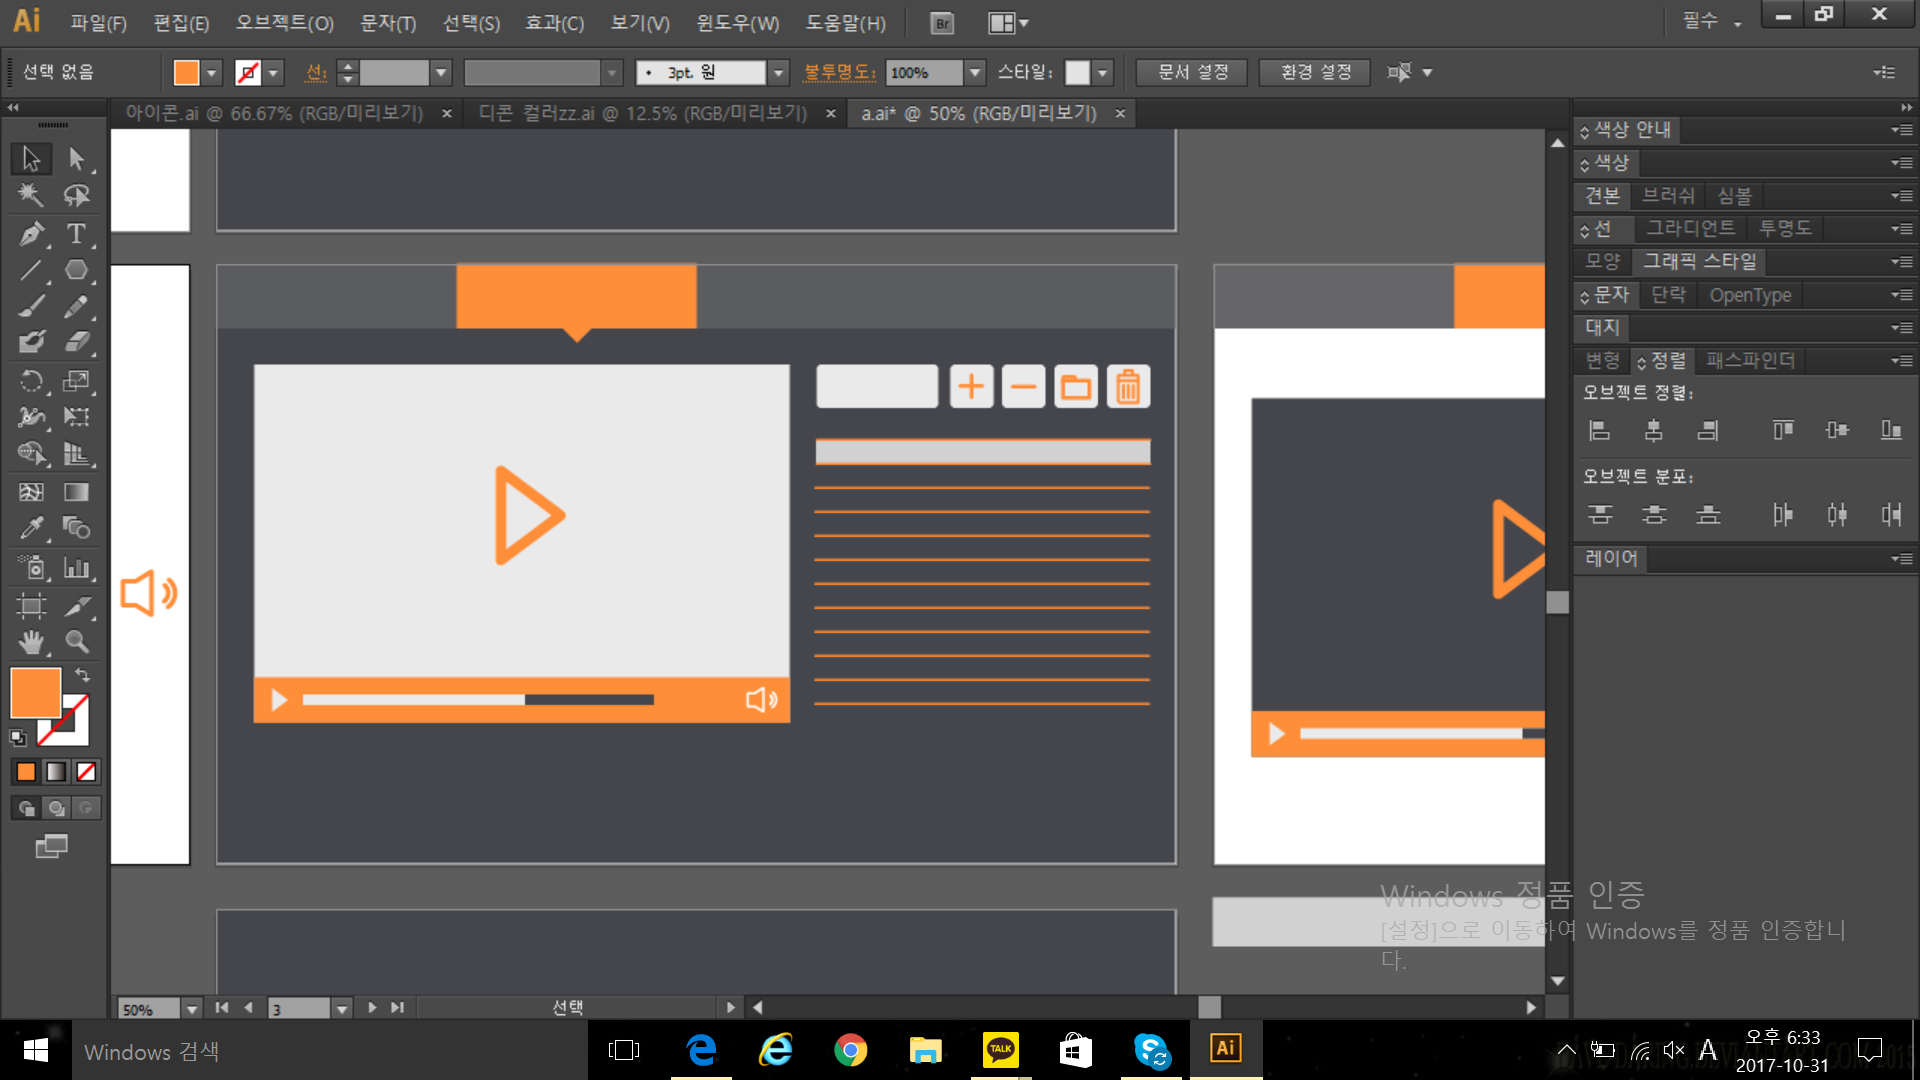 Ai 파일(F) 편집(E) 오브젝트(O) 문자(T) 선택(S) 효과(C) 보기(V) 윈도우(W) 도움말(H) Br 필수
선택 없음 선: 3pt. 원 불투명도: 100% 스타일: 문서 설정 환경 설정
아이콘.ai @ 66.67% (RGB/미리보기) 디콘 컬러zz.ai @ 12.5% (RGB/미리보기) a.ai* @ 50% (RGB/미리보기)
색상 안내
색상
견본 브러쉬 심볼
선 그라디언트 투명도
모양 그래픽 스타일
문자 단락 OpenType
대지
변형 정렬 패스파인더
오브젝트 정렬:
오브젝트 분포:
레이어
Windows 정품 인증
[설정]으로 이동하여 Windows를 정품 인증합니
다.
50% 3 선택
Windows 검색 TALK Ai A 오후 6:33
2017-10-31